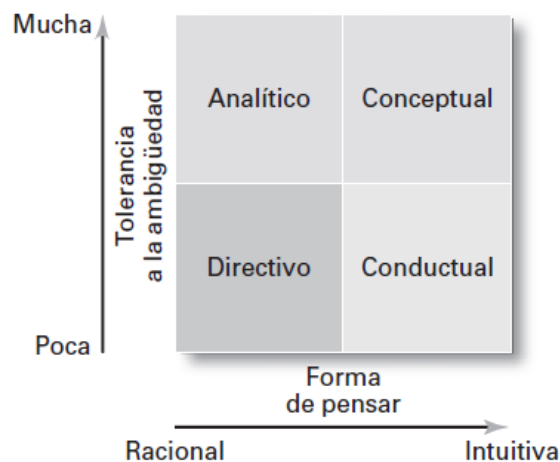 Mucha
Tolerancia
a la ambigüedad
Analítico
Conceptual
Directivo
Conductual
Poca
Forma
de pensar
Racional
Intuitiva